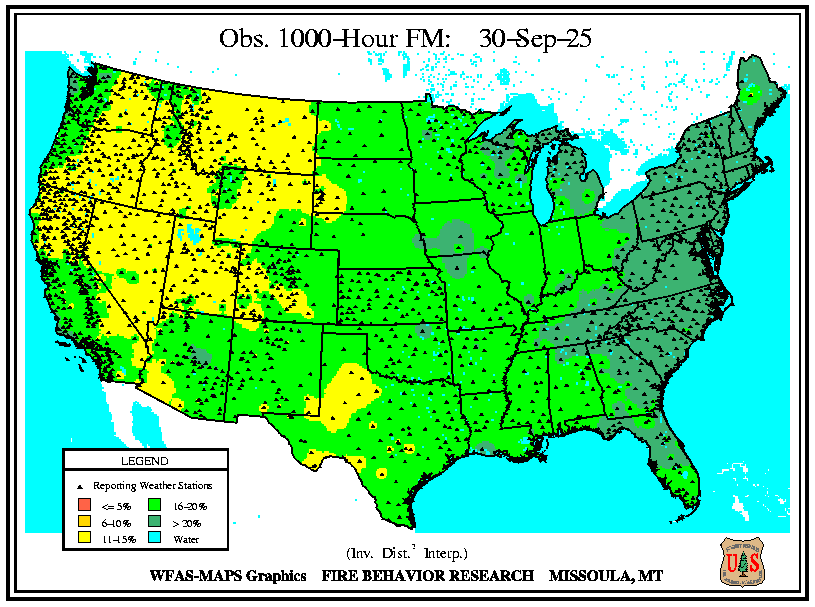 Obs. 1000-Hour FM: 30-Sep-25
LEGEND
Reporting Weather Stations
<= 5% 16-20%
6-10% > 20%
11-15% Water
(Inv. Dist.² Interp.)
WFAS-MAPS Graphics FIRE BEHAVIOR RESEARCH MISSOULA, MT
U S